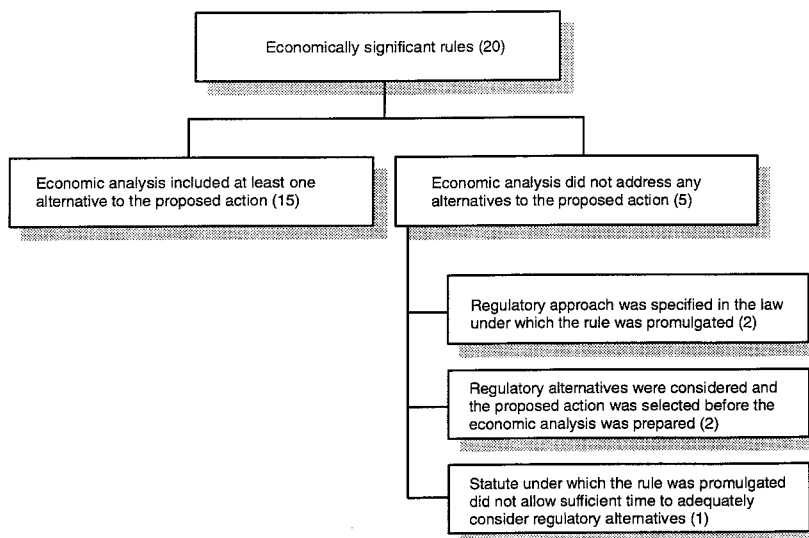 Economically significant rules (20)
Economic analysis included at least one
alternative to the proposed action (15)
Economic analysis did not address any
alternatives to the proposed action (5)
Regulatory approach was specified in the law
under which the rule was promulgated (2)
Regulatory alternatives were considered and
the proposed action was selected before the
economic analysis was prepared (2)
Statute under which the rule was promulgated
did not allow sufficient time to adequately
consider regulatory alternatives (1)